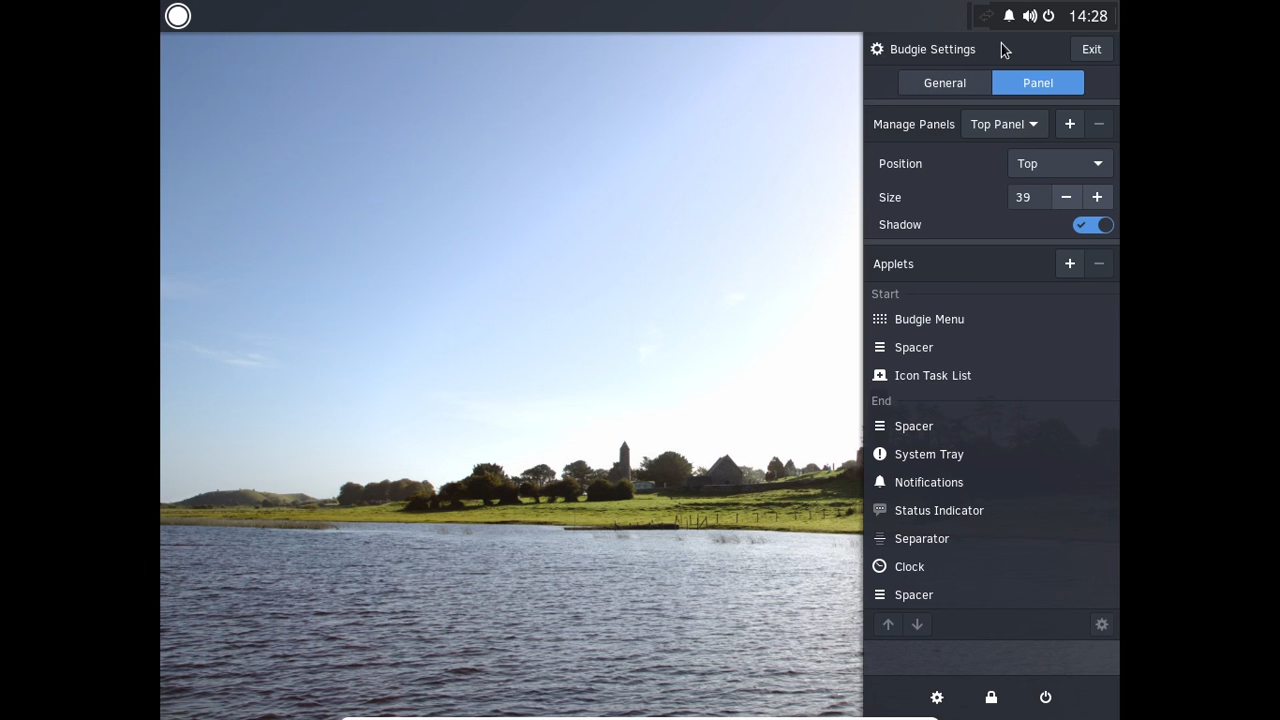 14:28
Budgie Settings
Exit
General
Panel
Manage Panels
Top Panel
Position
Top
Size
39
Shadow
Applets
Start
Budgie Menu
Spacer
Icon Task List
End
Spacer
System Tray
Notifications
Status Indicator
Separator
Clock
Spacer